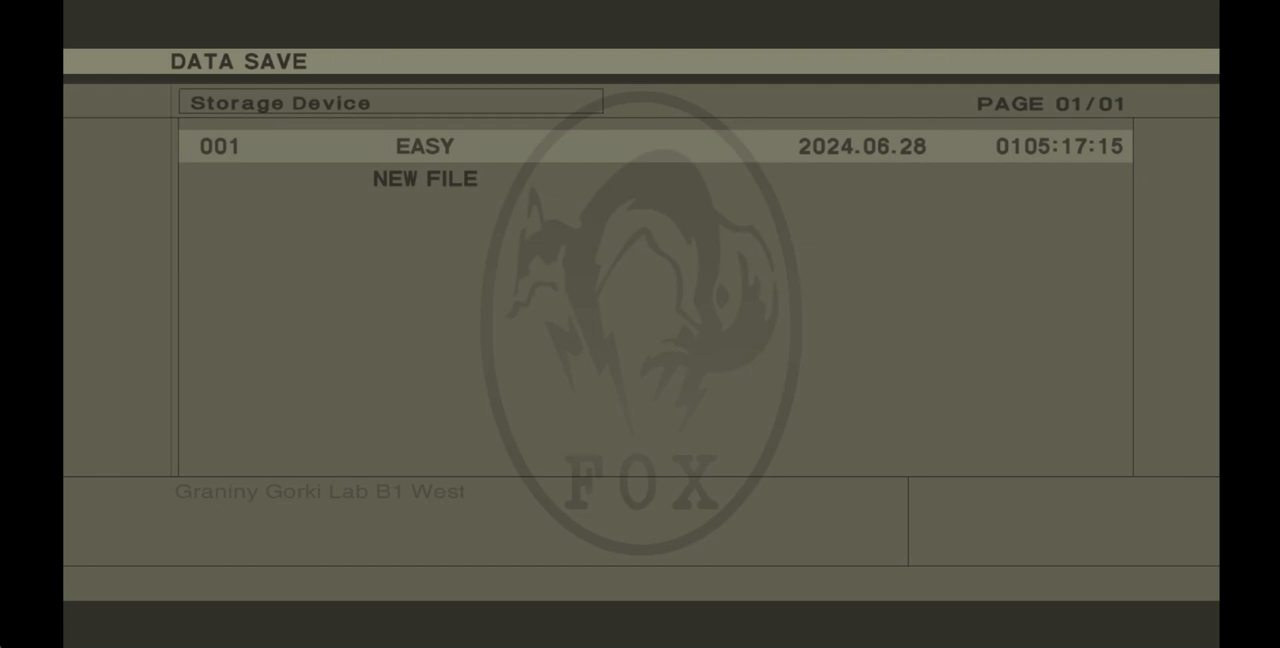 DATA SAVE
Storage Device PAGE 01/01
001 EASY 2024.06.28 0105:17:15
NEW FILE
Graniny Gorki Lab B1 West
FOX